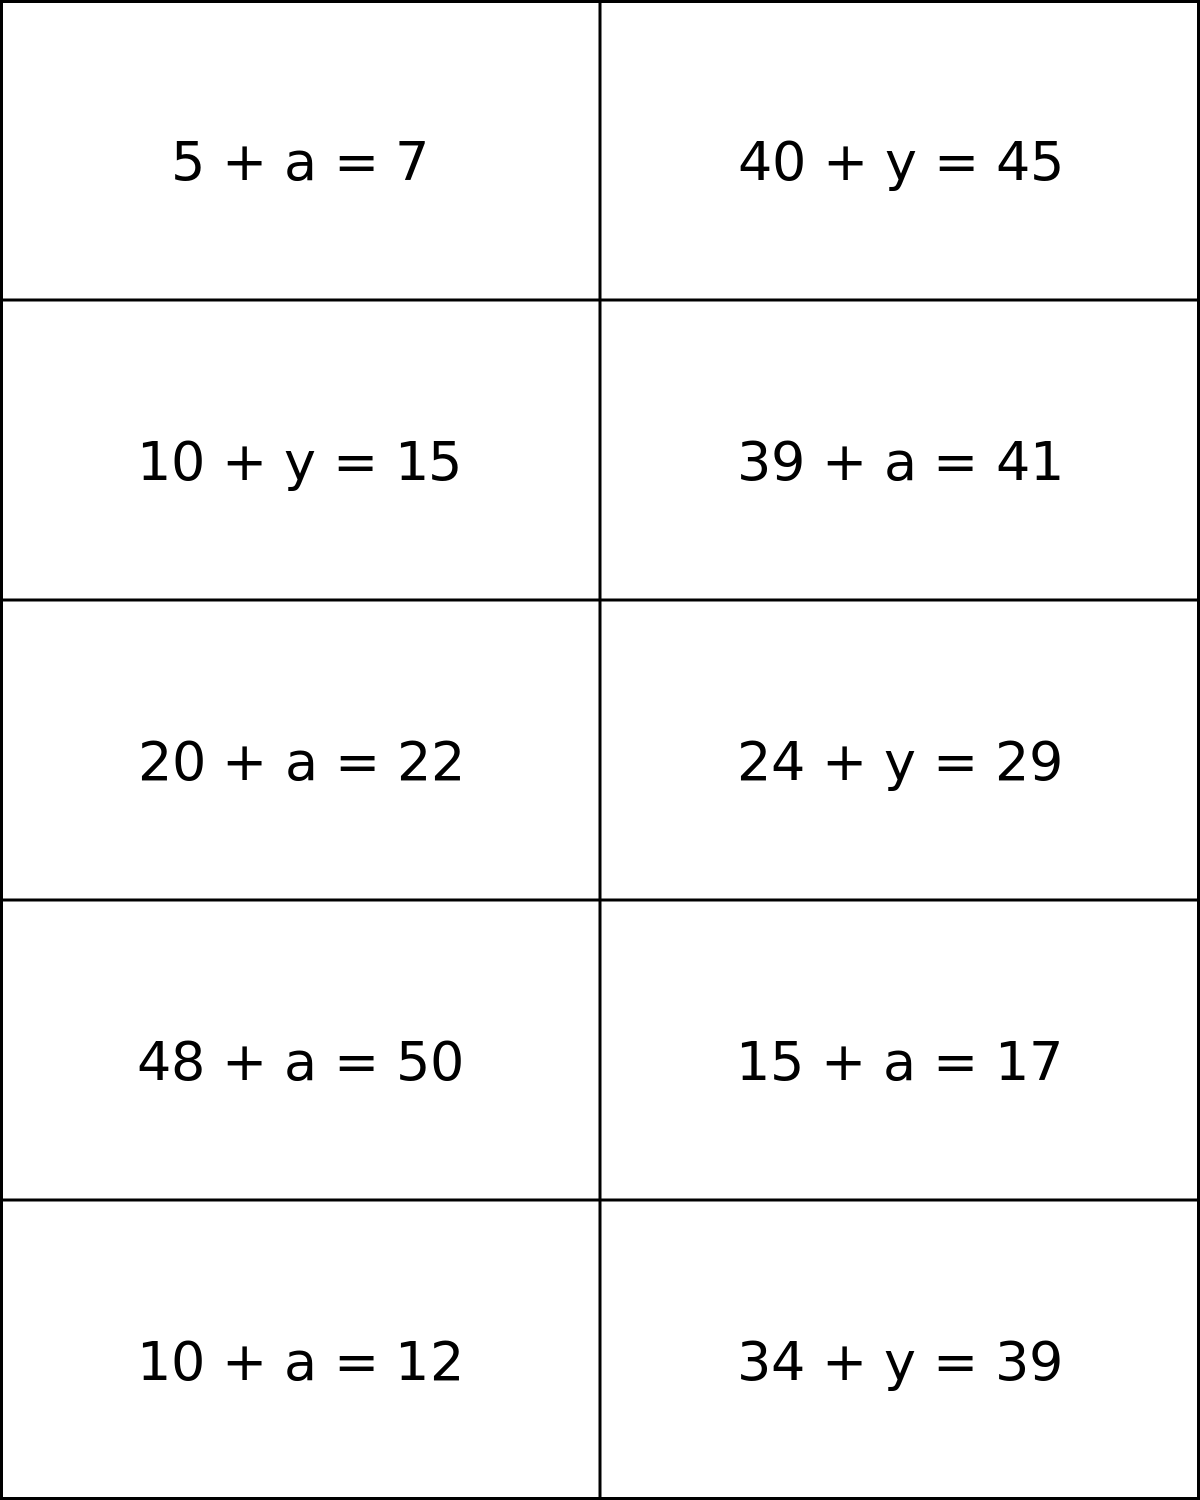 5 + a = 7
40 + y = 45
10 + y = 15
39 + a = 41
20 + a = 22
24 + y = 29
48 + a = 50
15 + a = 17
10 + a = 12
34 + y = 39